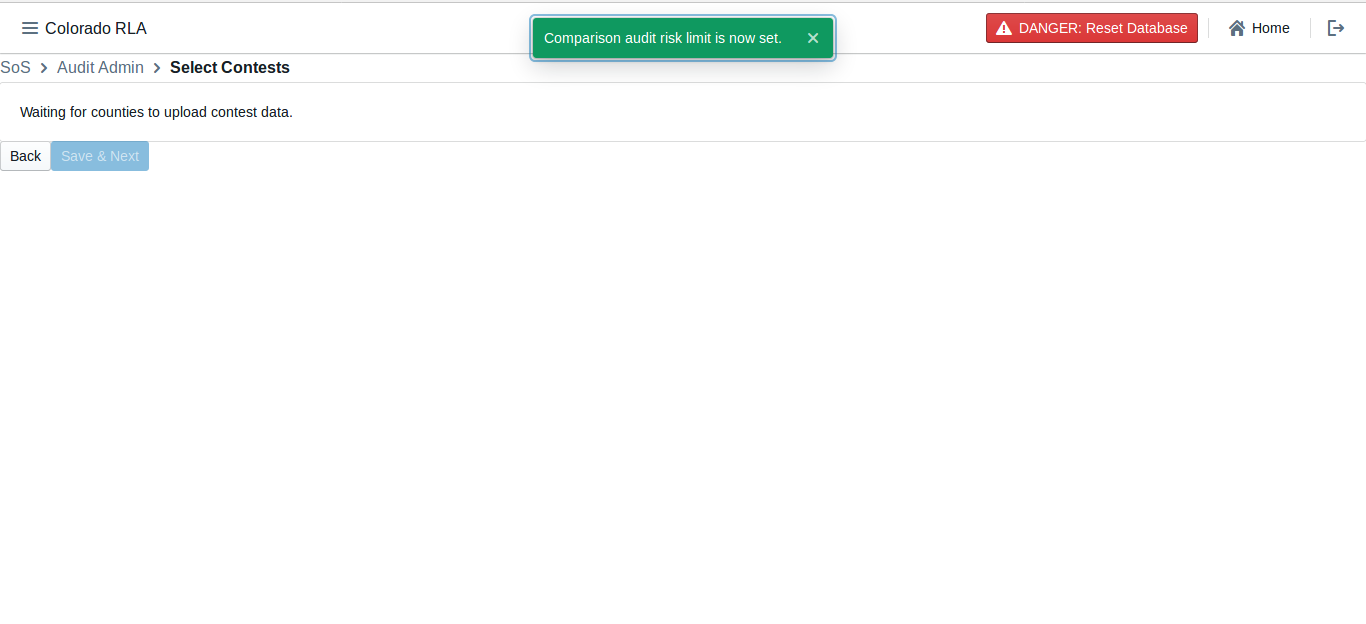 Colorado RLA
Comparison audit risk limit is now set.
DANGER: Reset Database
Home
SoS > Audit Admin > Select Contests
Waiting for counties to upload contest data.
Back
Save & Next